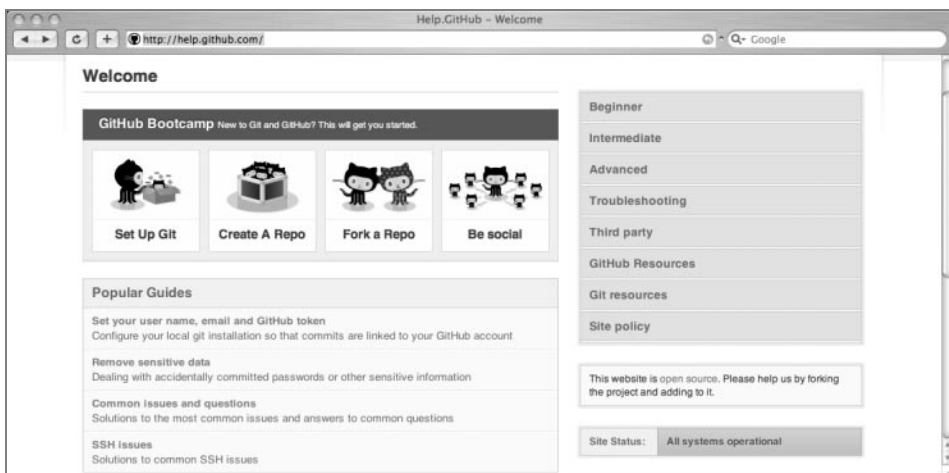 Help.GitHub – Welcome
http://help.github.com/
Google
Welcome
GitHub Bootcamp New to Git and GitHub? This will get you started.
Set Up Git
Create A Repo
Fork a Repo
Be social
Popular Guides
Set your user name, email and GitHub token
Configure your local git installation so that commits are linked to your GitHub account
Remove sensitive data
Dealing with accidentally committed passwords or other sensitive information
Common issues and questions
Solutions to the most common issues and answers to common questions
SSH issues
Solutions to common SSH issues
Beginner
Intermediate
Advanced
Troubleshooting
Third party
GitHub Resources
Git resources
Site policy
This website is open source. Please help us by forking
the project and adding to it.
Site Status: All systems operational